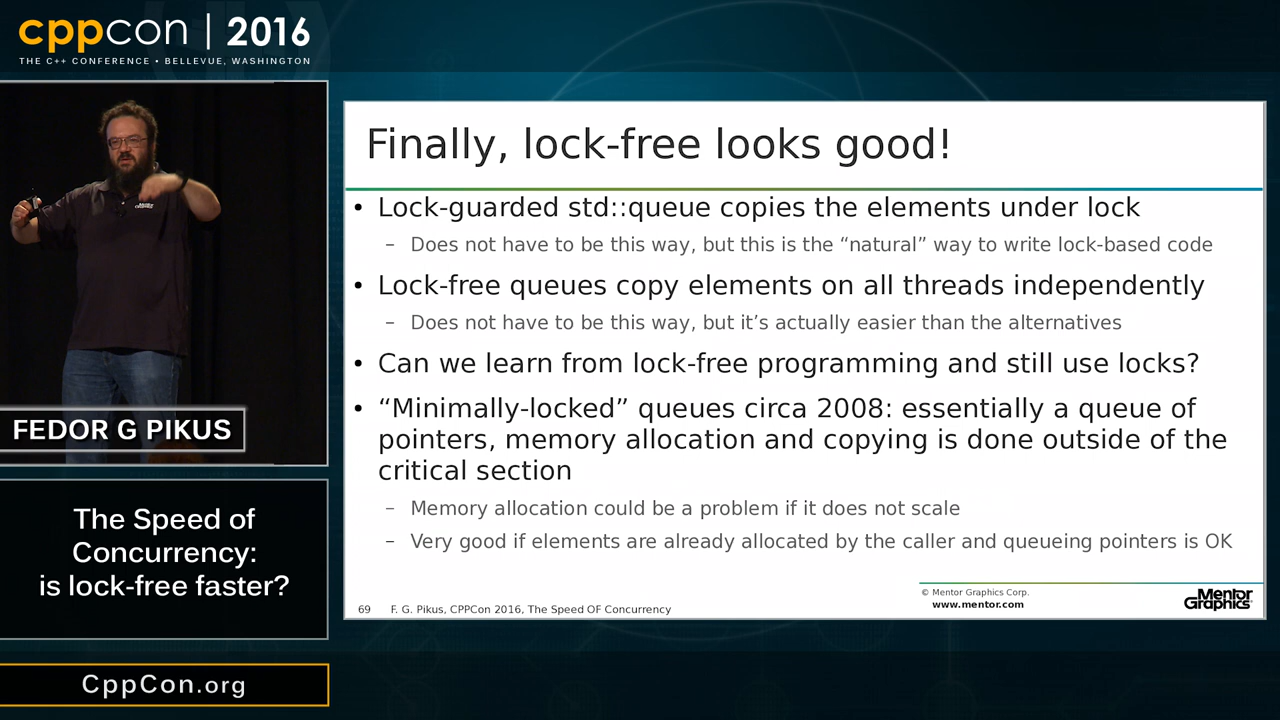 cppcon | 2016
THE C++ CONFERENCE • BELLEVUE, WASHINGTON
Mentor
Graphics
FEDOR G PIKUS
The Speed of
Concurrency:
is lock-free faster?
CppCon.org
Finally, lock-free looks good!
• Lock-guarded std::queue copies the elements under lock
– Does not have to be this way, but this is the “natural” way to write lock-based code
• Lock-free queues copy elements on all threads independently
– Does not have to be this way, but it’s actually easier than the alternatives
• Can we learn from lock-free programming and still use locks?
• “Minimally-locked” queues circa 2008: essentially a queue of
pointers, memory allocation and copying is done outside of the
critical section
– Memory allocation could be a problem if it does not scale
– Very good if elements are already allocated by the caller and queueing pointers is OK
69 F. G. Pikus, CPPCon 2016, The Speed OF Concurrency
© Mentor Graphics Corp.
www.mentor.com
Mentor
Graphics